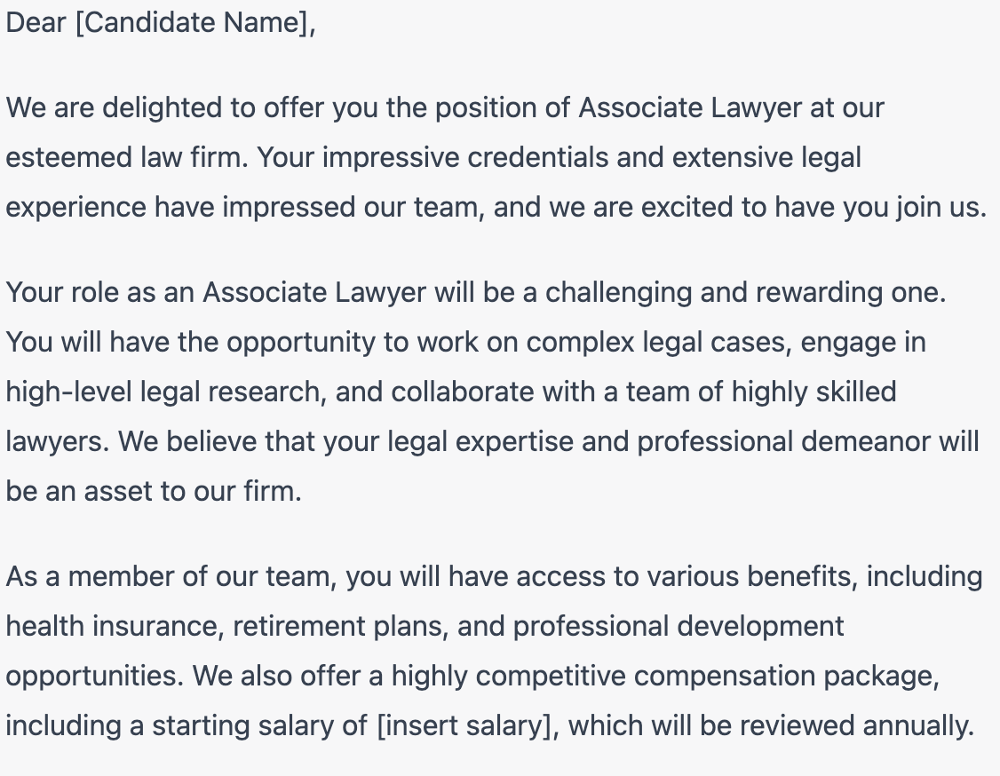 Dear [Candidate Name],
We are delighted to offer you the position of Associate Lawyer at our
esteemed law firm. Your impressive credentials and extensive legal
experience have impressed our team, and we are excited to have you join us.
Your role as an Associate Lawyer will be a challenging and rewarding one.
You will have the opportunity to work on complex legal cases, engage in
high-level legal research, and collaborate with a team of highly skilled
lawyers. We believe that your legal expertise and professional demeanor will
be an asset to our firm.
As a member of our team, you will have access to various benefits, including
health insurance, retirement plans, and professional development
opportunities. We also offer a highly competitive compensation package,
including a starting salary of [insert salary], which will be reviewed annually.